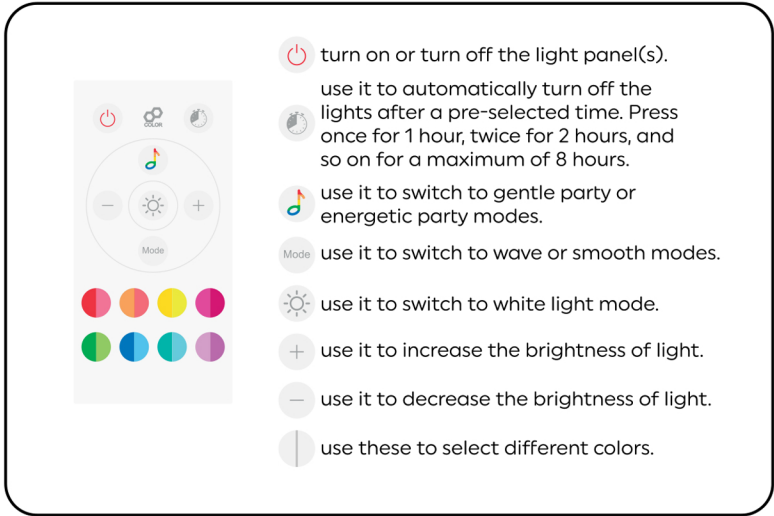 COLOR
Mode
turn on or turn off the light panel(s).
use it to automatically turn off the
lights after a pre-selected time. Press
once for 1 hour, twice for 2 hours, and
so on for a maximum of 8 hours.
use it to switch to gentle party or
energetic party modes.
Mode use it to switch to wave or smooth modes.
use it to switch to white light mode.
+ use it to increase the brightness of light.
− use it to decrease the brightness of light.
use these to select different colors.